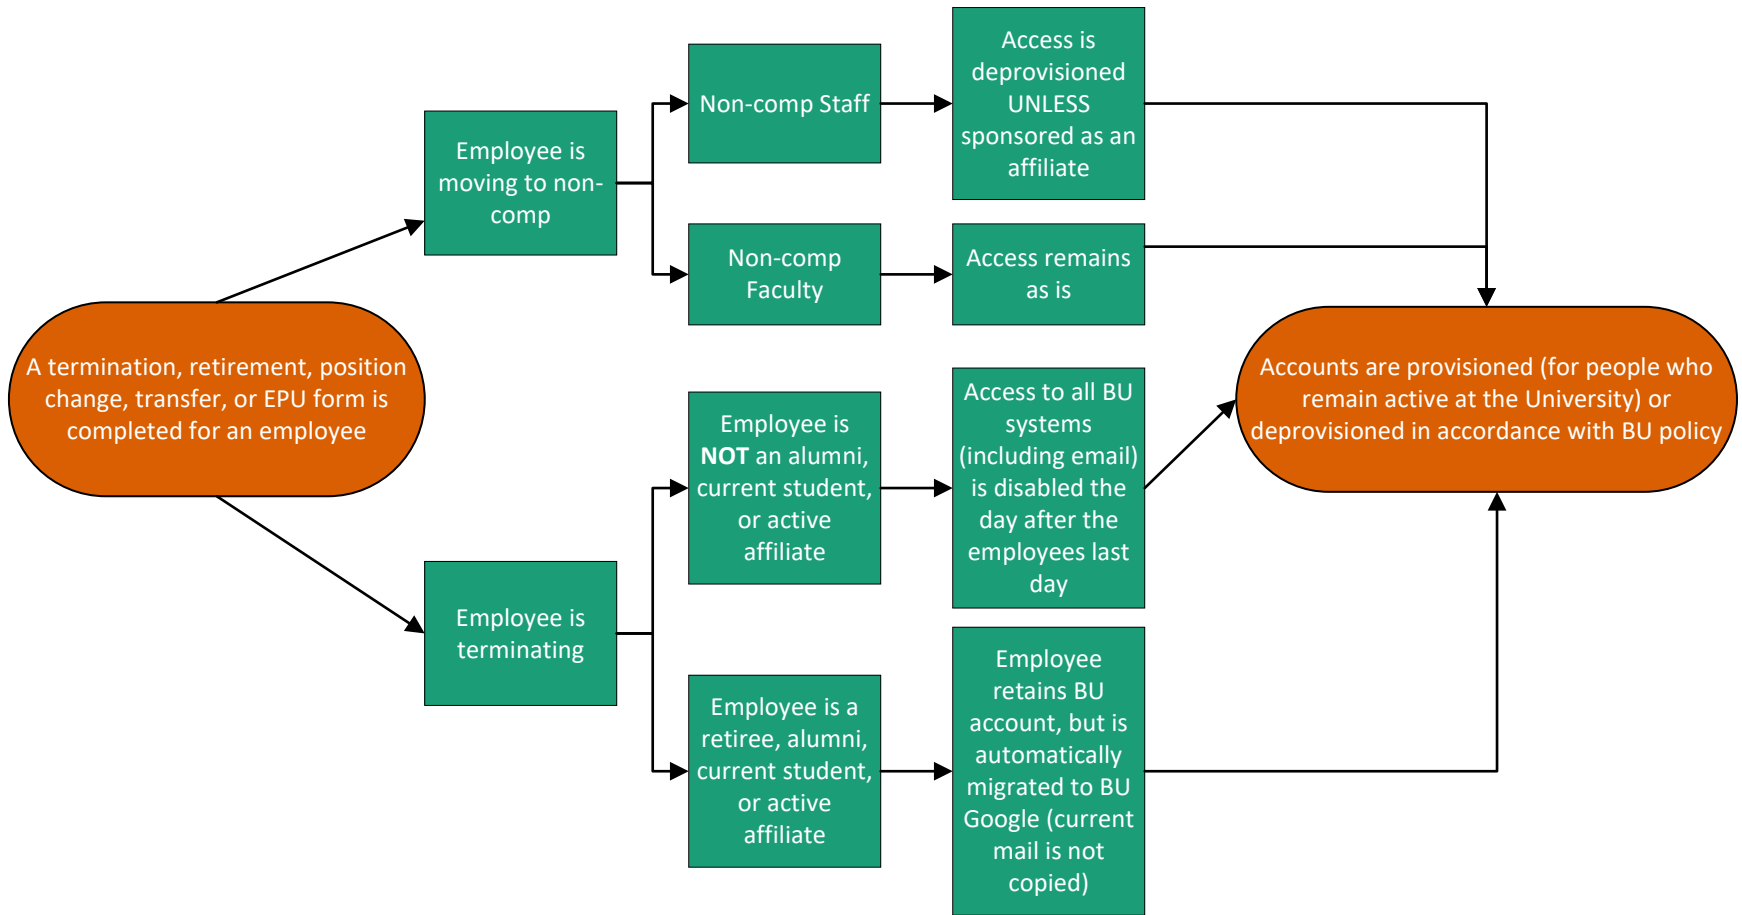 A termination, retirement, position
change, transfer, or EPU form is
completed for an employee
Employee is
moving to non-
comp
Non-comp Staff
Access is
deprovisioned
UNLESS
sponsored as an
affiliate
Non-comp
Faculty
Access remains
as is
Employee is
terminating
Employee is
NOT an alumni,
current student,
or active
affiliate
Access to all BU
systems
(including email)
is disabled the
day after the
employees last
day
Employee is a
retiree, alumni,
current student,
or active
affiliate
Employee
retains BU
account, but is
automatically
migrated to BU
Google (current
mail is not
copied)
Accounts are provisioned (for people who
remain active at the University) or
deprovisioned in accordance with BU policy